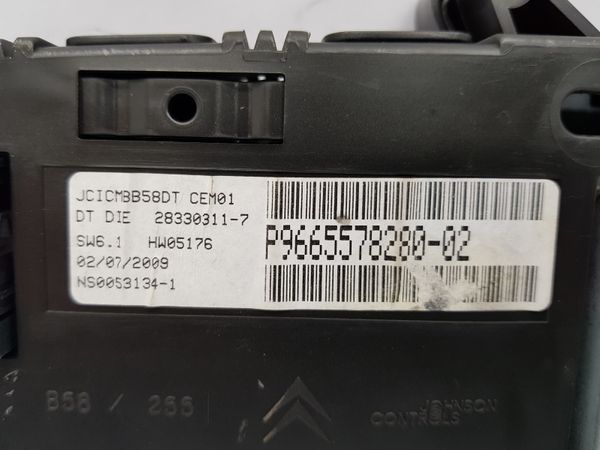 JCICMBB58DT CEM01
DT DIE 28330311-7
SW6.1 HW05176
02/07/2009
NS0053134-1
P9665578280-02
B58 / 266
JOHNSON
CONTROLS